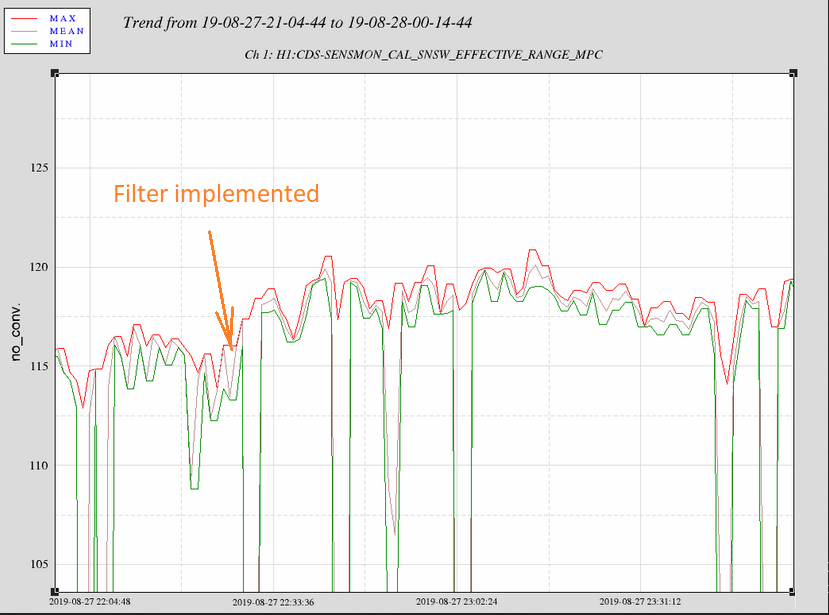 MAX
MEAN
MIN
Trend from 19-08-27-21-04-44 to 19-08-28-00-14-44
Ch 1: H1:CDS-SENSMON_CAL_SNSW_EFFECTIVE_RANGE_MPC
125
Filter implemented
120
no_conv.
115
110
105
2019-08-27 22:04:48 2019-08-27 22:33:36 2019-08-27 23:02:24 2019-08-27 23:31:12